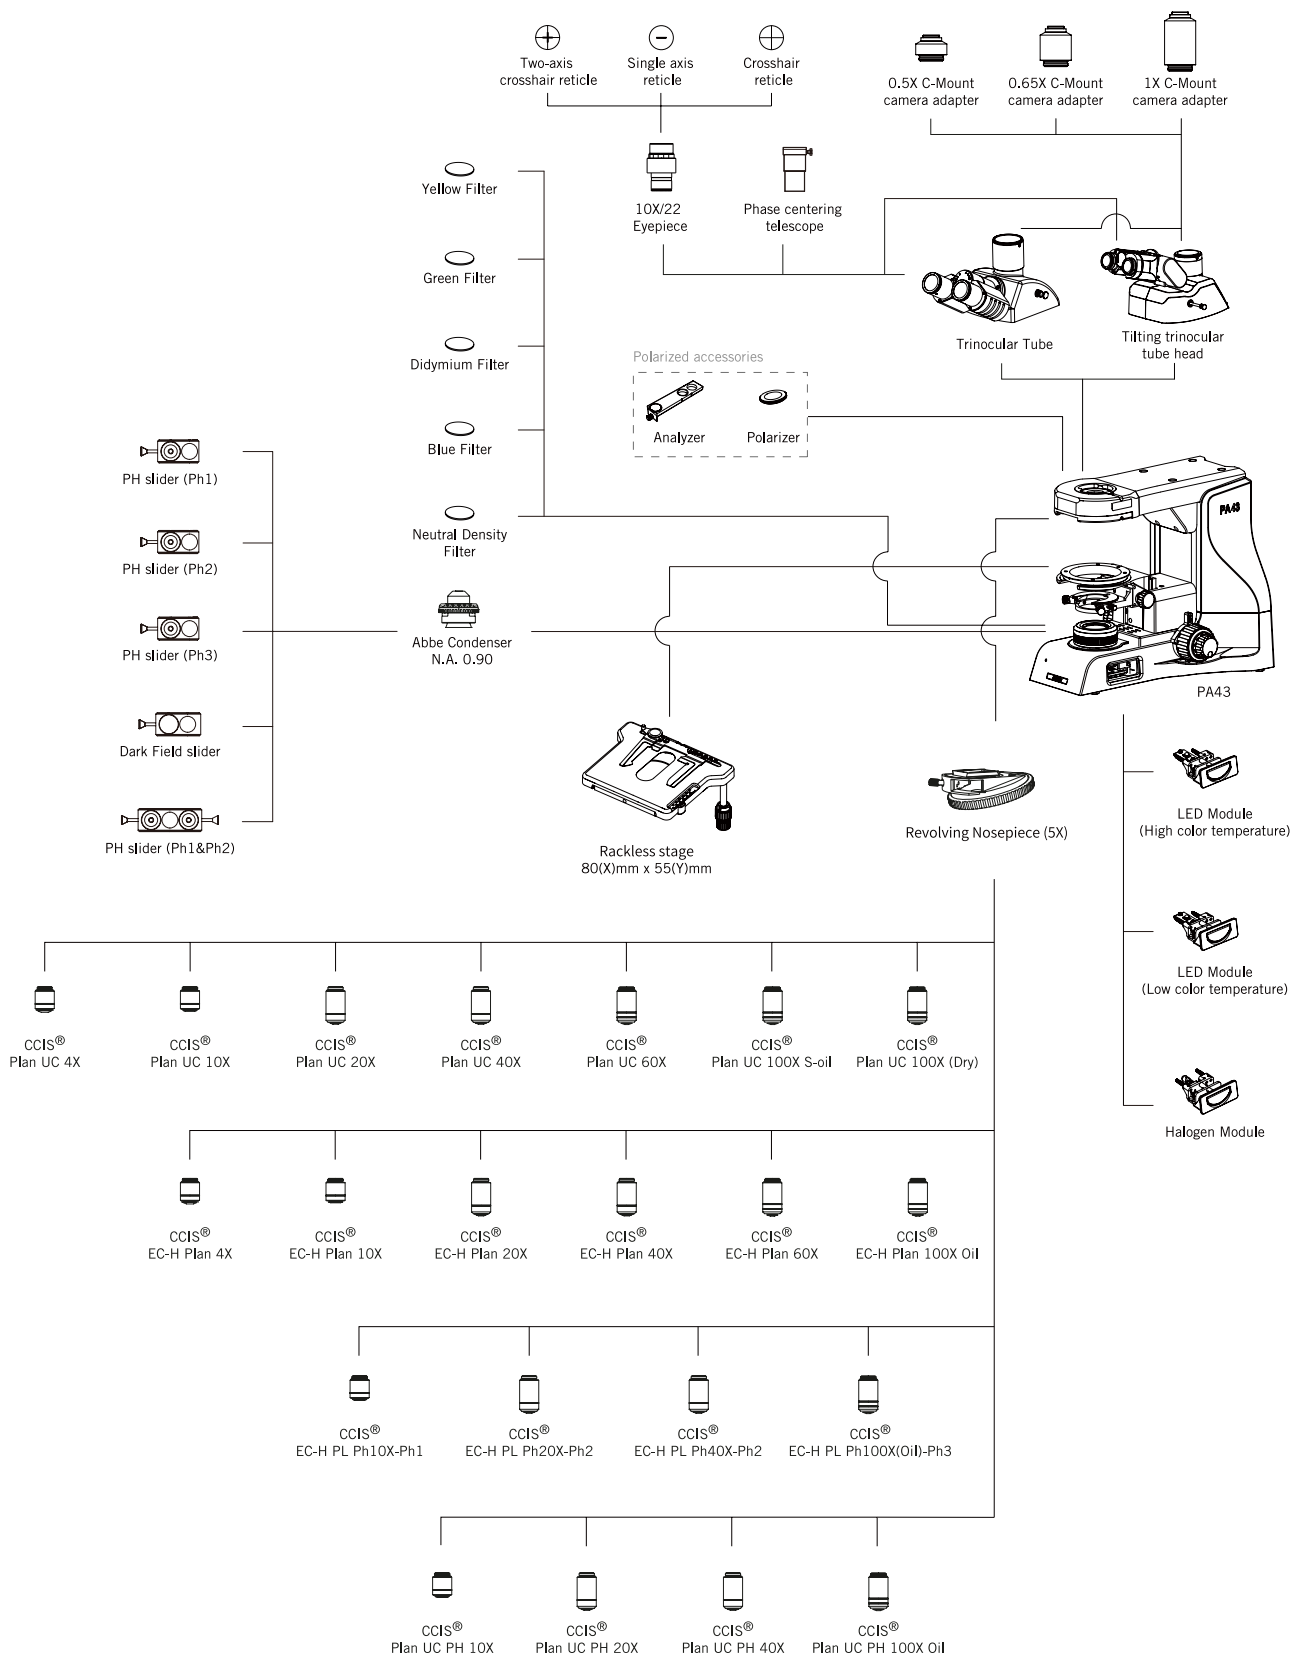 Two-axis
crosshair reticle
Single axis
reticle
Crosshair
reticle
0.5X C-Mount
camera adapter
0.65X C-Mount
camera adapter
1X C-Mount
camera adapter
Yellow Filter
10X/22
Eyepiece
Phase centering
telescope
Green Filter
Trinocular Tube
Tilting trinocular
tube head
Didymium Filter
Polarized accessories
Analyzer
Polarizer
Blue Filter
PH slider (Ph1)
PA43
Neutral Density
Filter
PH slider (Ph2)
Abbe Condenser
N.A. 0.90
PH slider (Ph3)
PA43
Dark Field slider
PH slider (Ph1&Ph2)
Rackless stage
80(X)mm x 55(Y)mm
Revolving Nosepiece (5X)
LED Module
(High color temperature)
LED Module
(Low color temperature)
Halogen Module
CCIS®
Plan UC 4X
CCIS®
Plan UC 10X
CCIS®
Plan UC 20X
CCIS®
Plan UC 40X
CCIS®
Plan UC 60X
CCIS®
Plan UC 100X S-oil
CCIS®
Plan UC 100X (Dry)
CCIS®
EC-H Plan 4X
CCIS®
EC-H Plan 10X
CCIS®
EC-H Plan 20X
CCIS®
EC-H Plan 40X
CCIS®
EC-H Plan 60X
CCIS®
EC-H Plan 100X Oil
CCIS®
EC-H PL Ph10X-Ph1
CCIS®
EC-H PL Ph20X-Ph2
CCIS®
EC-H PL Ph40X-Ph2
CCIS®
EC-H PL Ph100X(Oil)-Ph3
CCIS®
Plan UC PH 10X
CCIS®
Plan UC PH 20X
CCIS®
Plan UC PH 40X
CCIS®
Plan UC PH 100X Oil